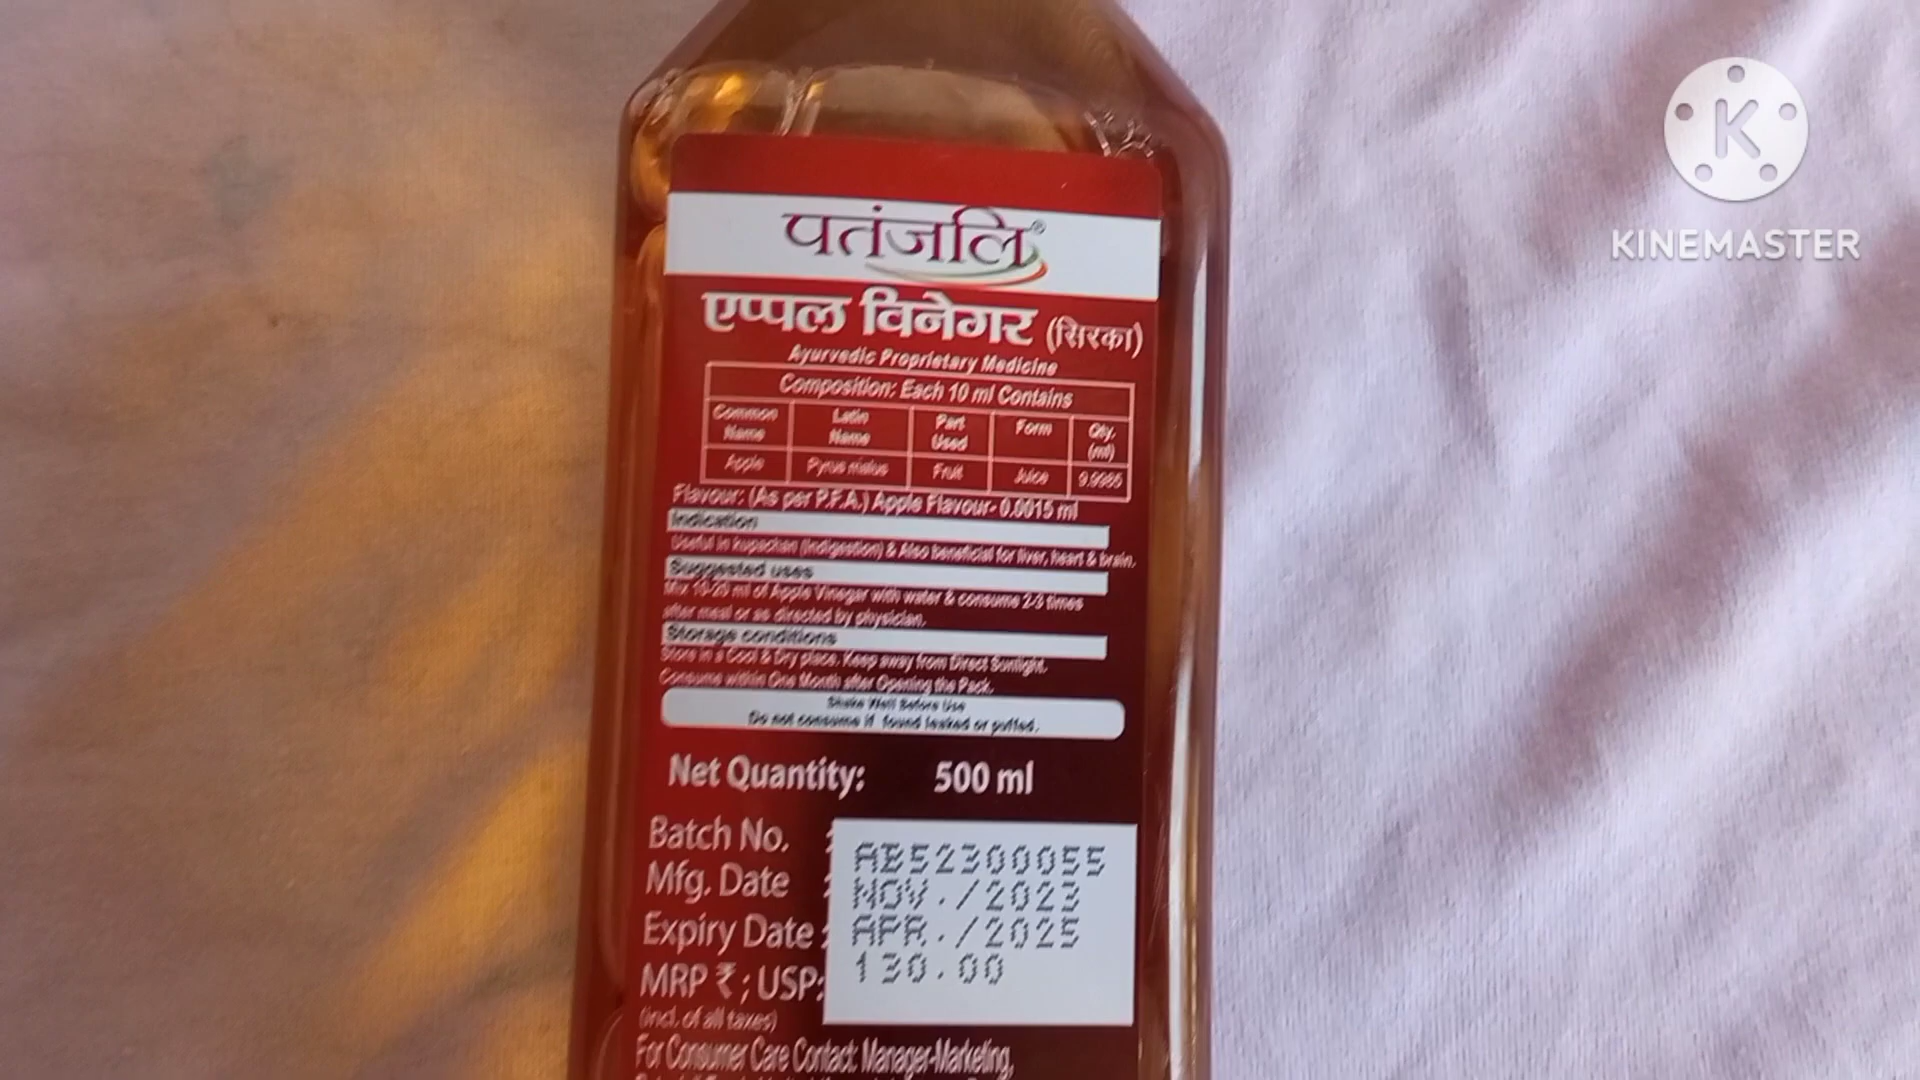 पतंजलि®
एप्पल विनेगर (सिरका)
Ayurvedic Proprietary Medicine
Composition: Each 10 ml Contains
Common Name Latin Name Part Used Form Qty. (ml)
Apple Pyrus malus Fruit Juice 9.9985
Flavour: (As per P.F.A.) Apple Flavour- 0.0015 ml
Indication
Useful in kupachan (Indigestion) & Also beneficial for liver, heart & brain.
Suggested uses
Mix 10-20 ml of Apple Vinegar with water & consume 2-3 times
after meal or as directed by physician.
Storage conditions
Store in a Cool & Dry place. Keep away from Direct Sunlight.
Consume within One Month after Opening the Pack.
Shake Well Before Use
Do not consume if found leaked or puffed.
Net Quantity: 500 ml
Batch No. : AB52300055
Mfg. Date : NOV./2023
Expiry Date : APR./2025
MRP ₹ ; USP: 130.00
(incl. of all taxes)
For Consumer Care Contact: Manager-Marketing,
K
KINEMASTER